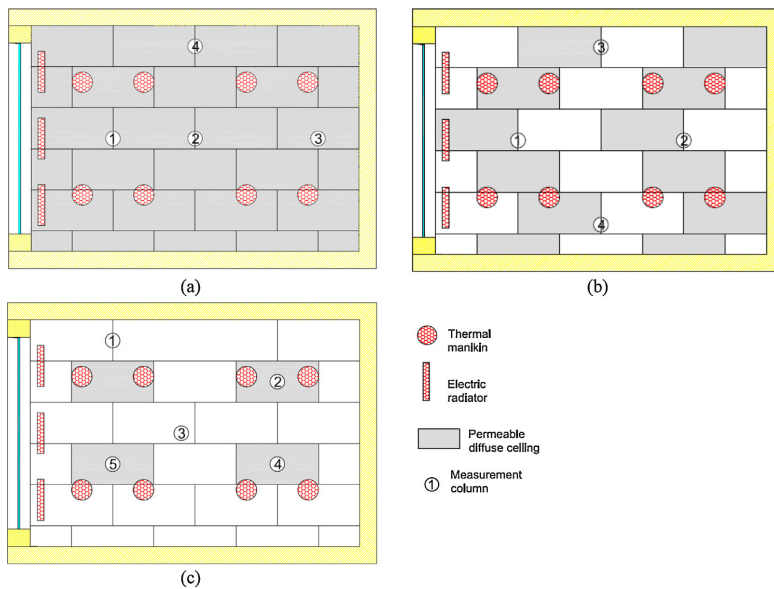 4
1
2
3
(a)
3
1
2
4
(b)
1
2
3
5
4
(c)
Thermal
manikin
Electric
radiator
Permeable
diffuse ceiling
1
Measurement
column